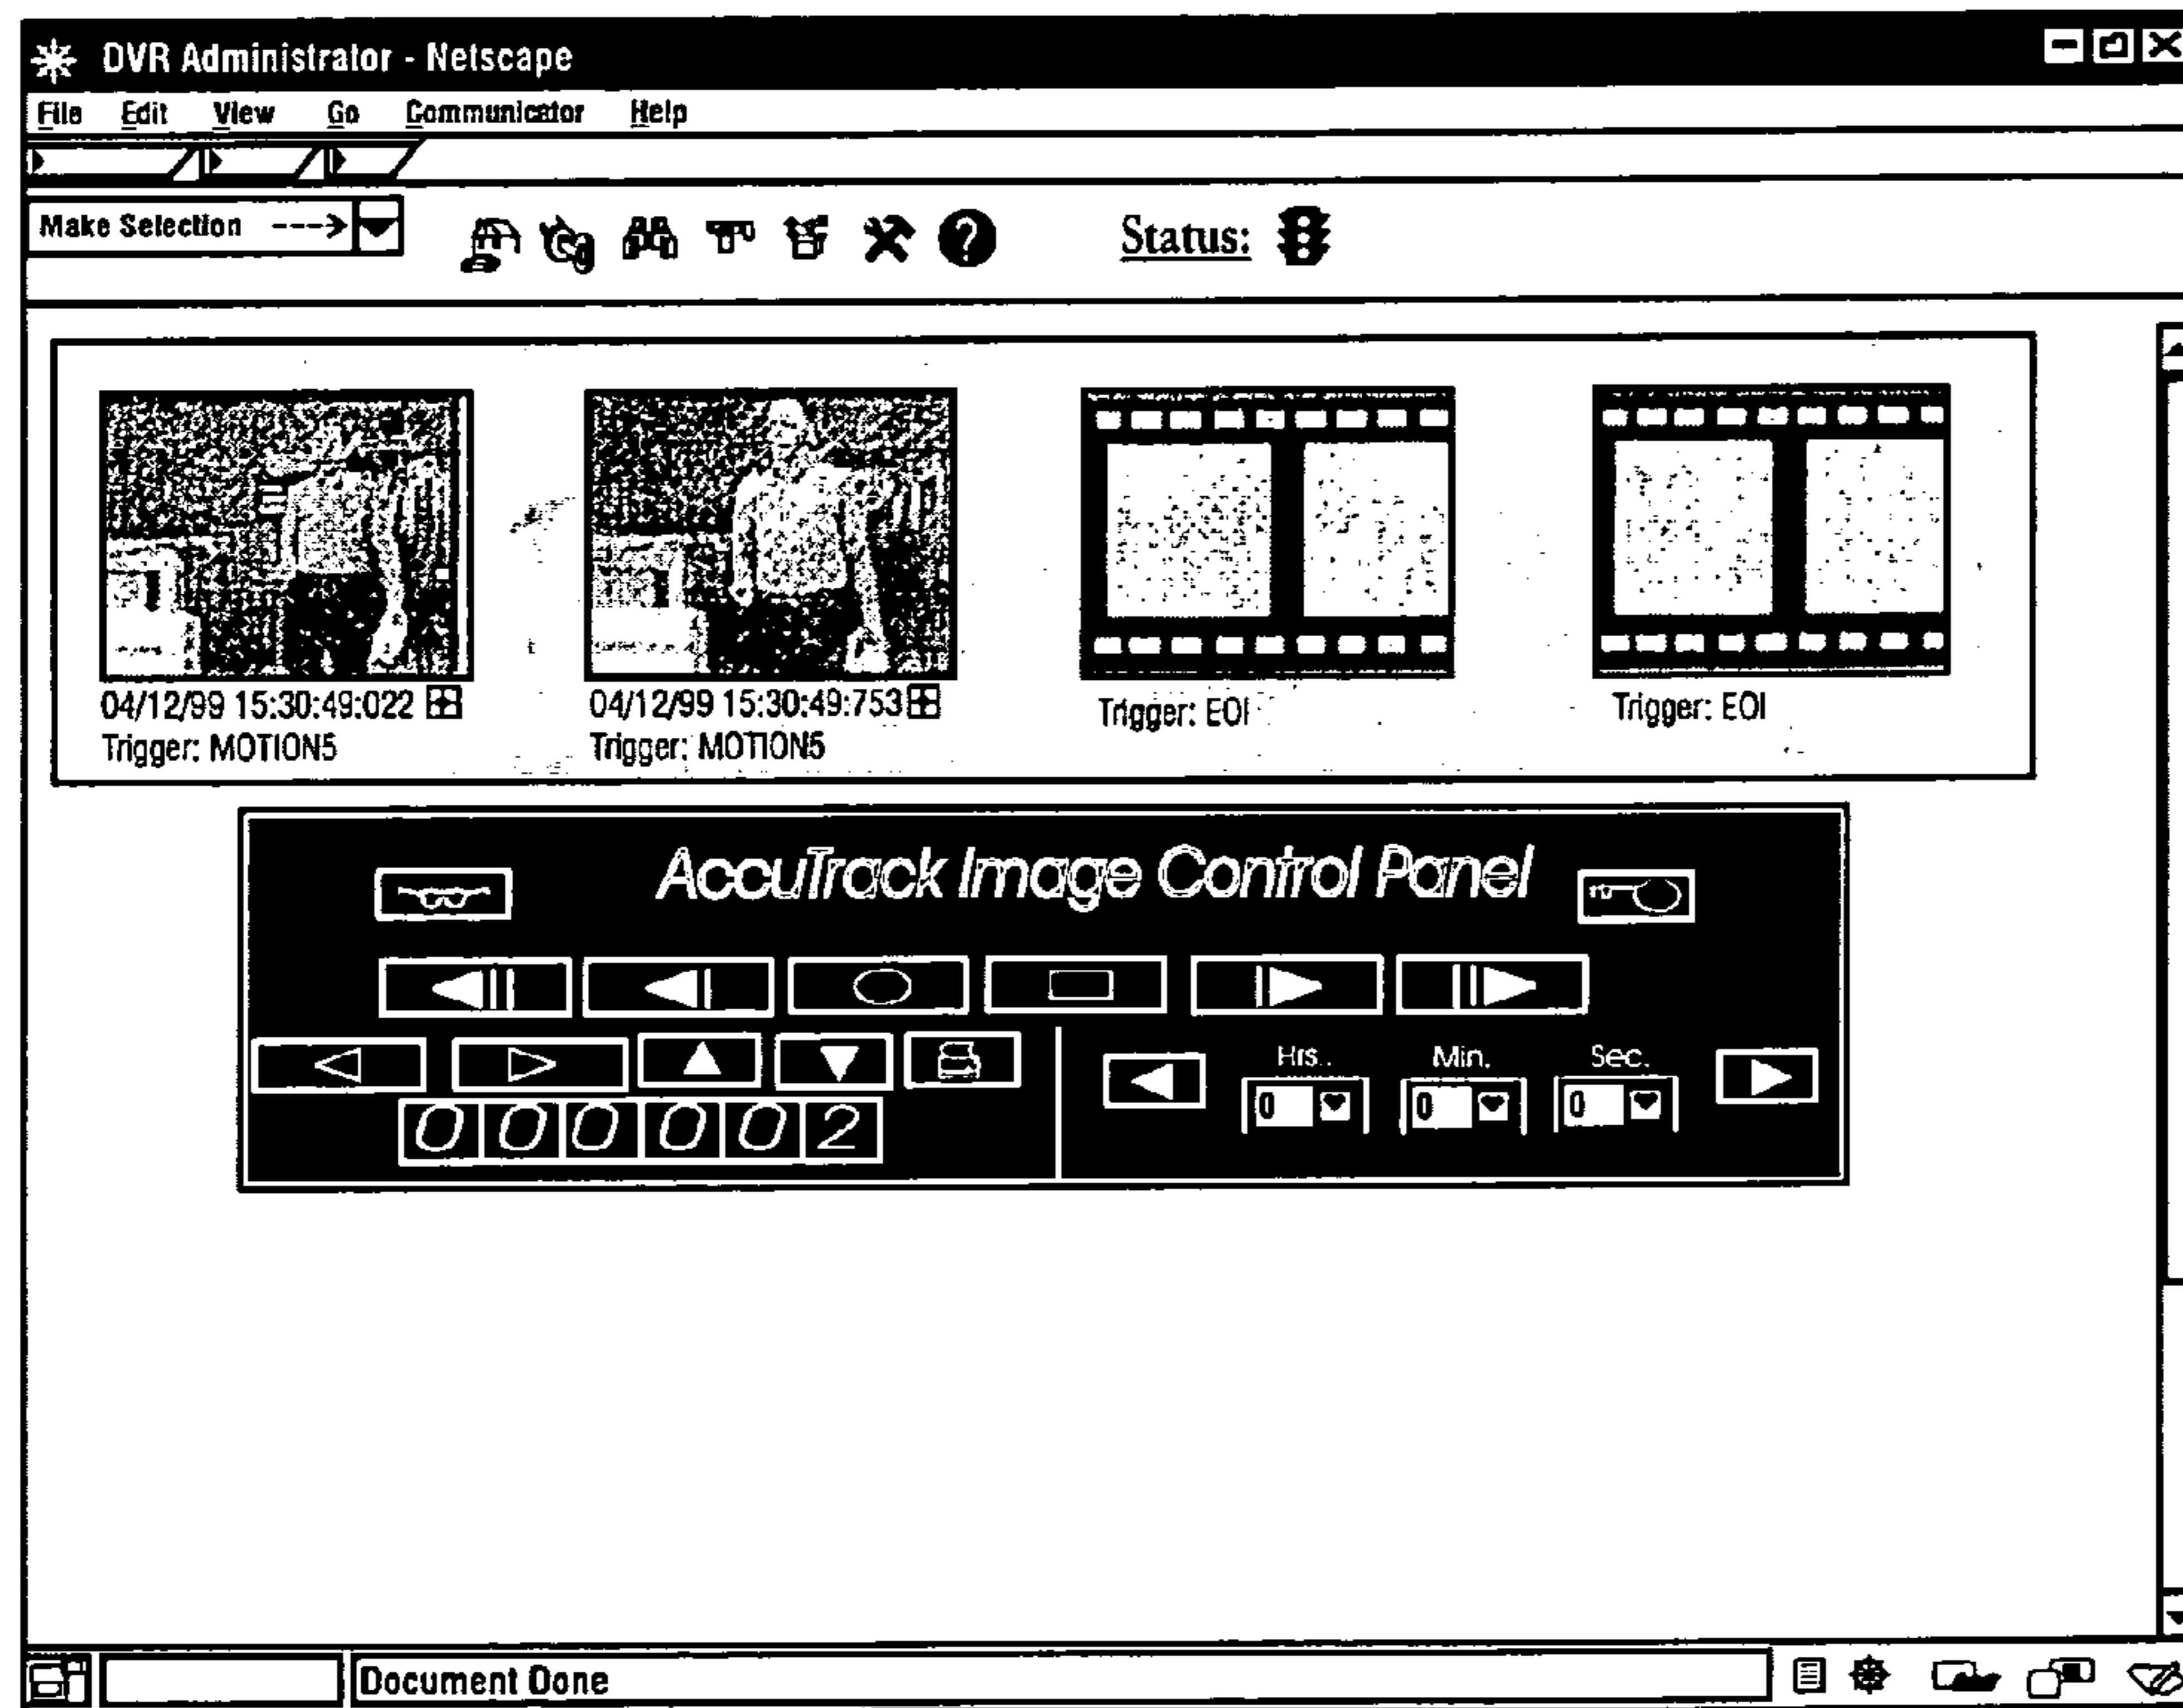 DVR Administrator - Netscape
File Edit View Go Communicator Help
Make Selection --->
Status:
04/12/99 15:30:49:022
Trigger: MOTION5
04/12/99 15:30:49:753
Trigger: MOTION5
Trigger: EOI
Trigger: EOI
AccuTrack Image Control Panel
Hrs.. Min. Sec.
0 0 0
000002
Document Done